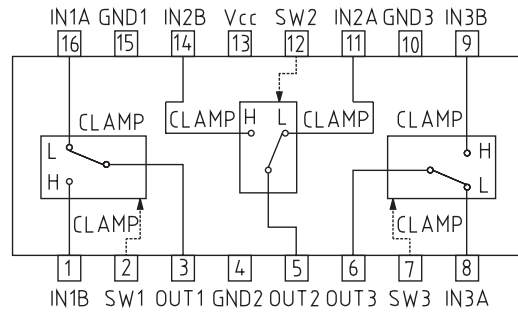 IN1A GND1 IN2B Vcc SW2 IN2A GND3 IN3B
16 15 14 13 12 11 10 9
CLAMP CLAMP H L CLAMP CLAMP
L H
H L
CLAMP CLAMP
1 2 3 4 5 6 7 8
IN1B SW1 OUT1 GND2 OUT2 OUT3 SW3 IN3A